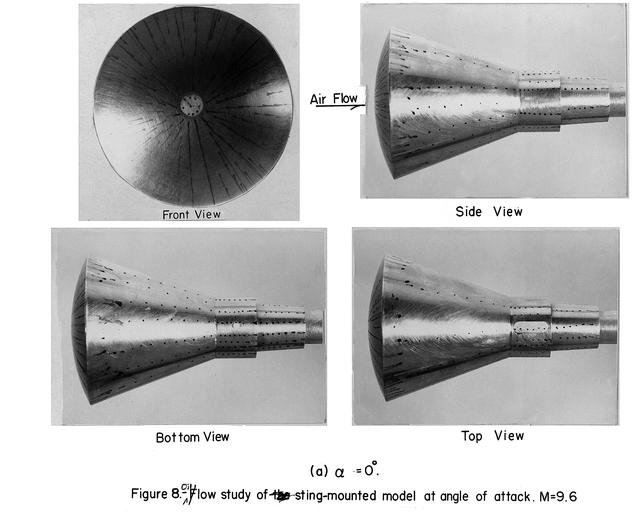 Front View
Air Flow
Side View
Bottom View
Top View
(a) α = 0°.
Figure 8.- Oil flow study of sting-mounted model at angle of attack. M=9.6